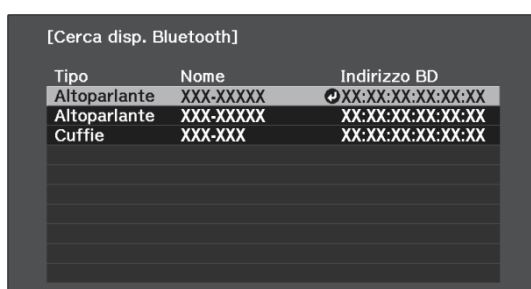 [Cerca disp. Bluetooth]
Tipo Nome Indirizzo BD
Altoparlante XXX-XXXXX XX:XX:XX:XX:XX:XX
Altoparlante XXX-XXXXX XX:XX:XX:XX:XX:XX
Cuffie XXX-XXX XX:XX:XX:XX:XX:XX